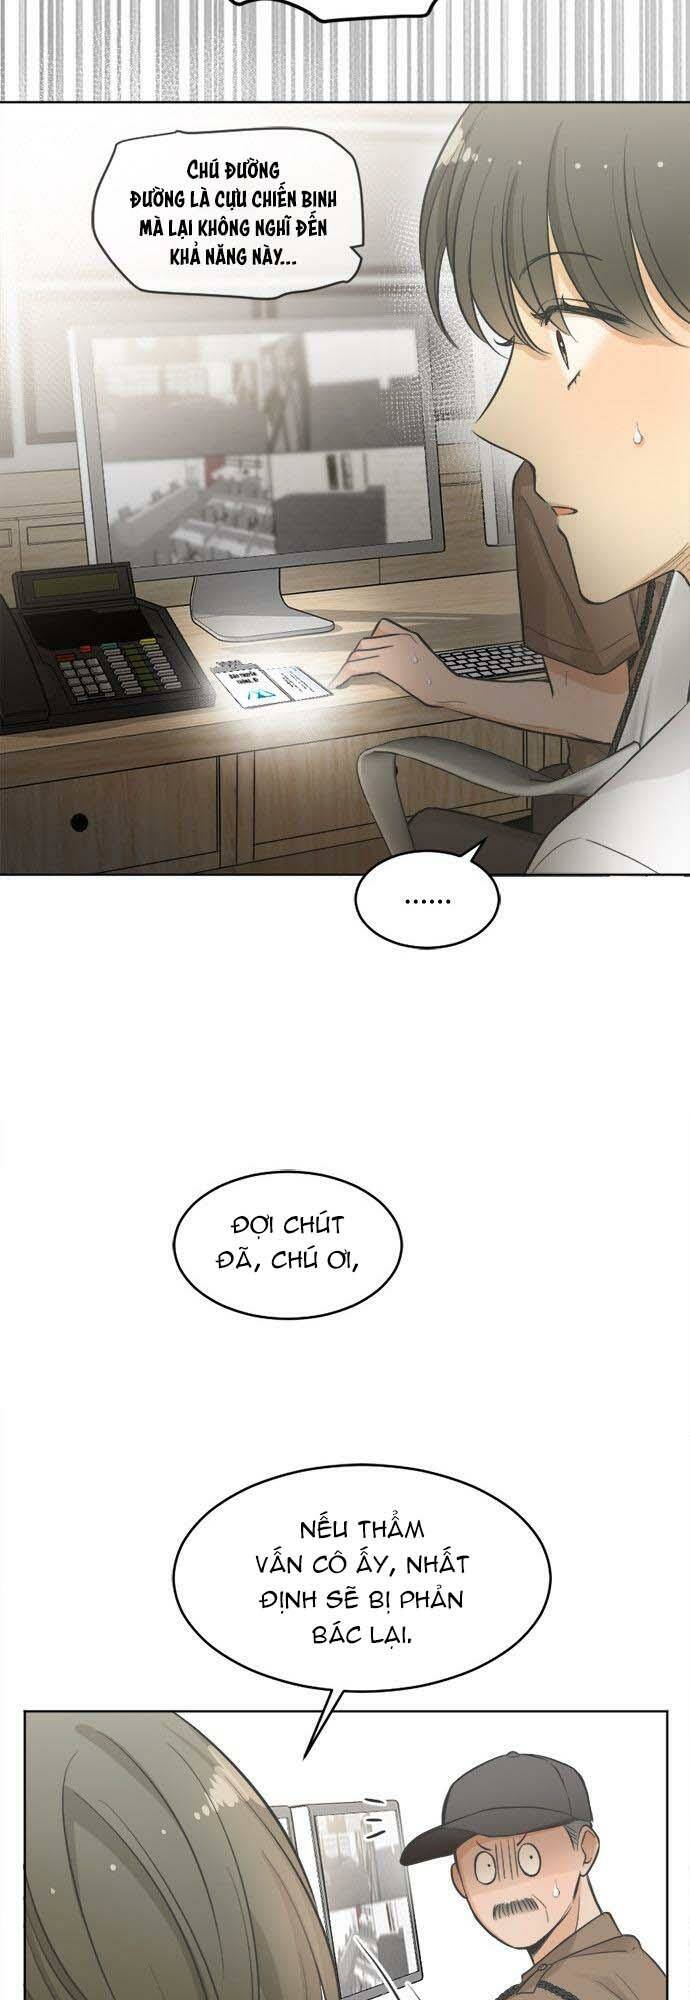 CHÚ ĐƯỜNG
ĐƯỜNG LÀ CỰU CHIẾN BINH
MÀ LẠI KHÔNG NGHĨ ĐẾN
KHẢ NĂNG NÀY...
......
ĐỢI CHÚT
ĐÃ, CHÚ ƠI,
NẾU THẨM
VẤN CÔ ẤY, NHẤT
ĐỊNH SẼ BỊ PHẢN
BÁC LẠI.